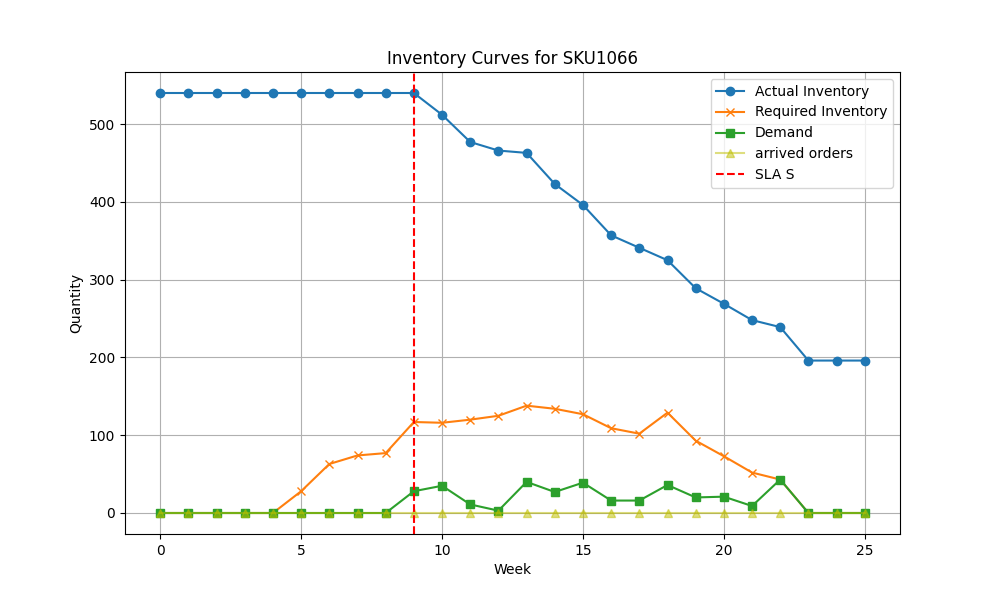 Inventory Curves for SKU1066
Actual Inventory
Required Inventory
Demand
arrived orders
SLA S
Quantity
500
400
300
200
100
0
0 5 10 15 20 25
Week